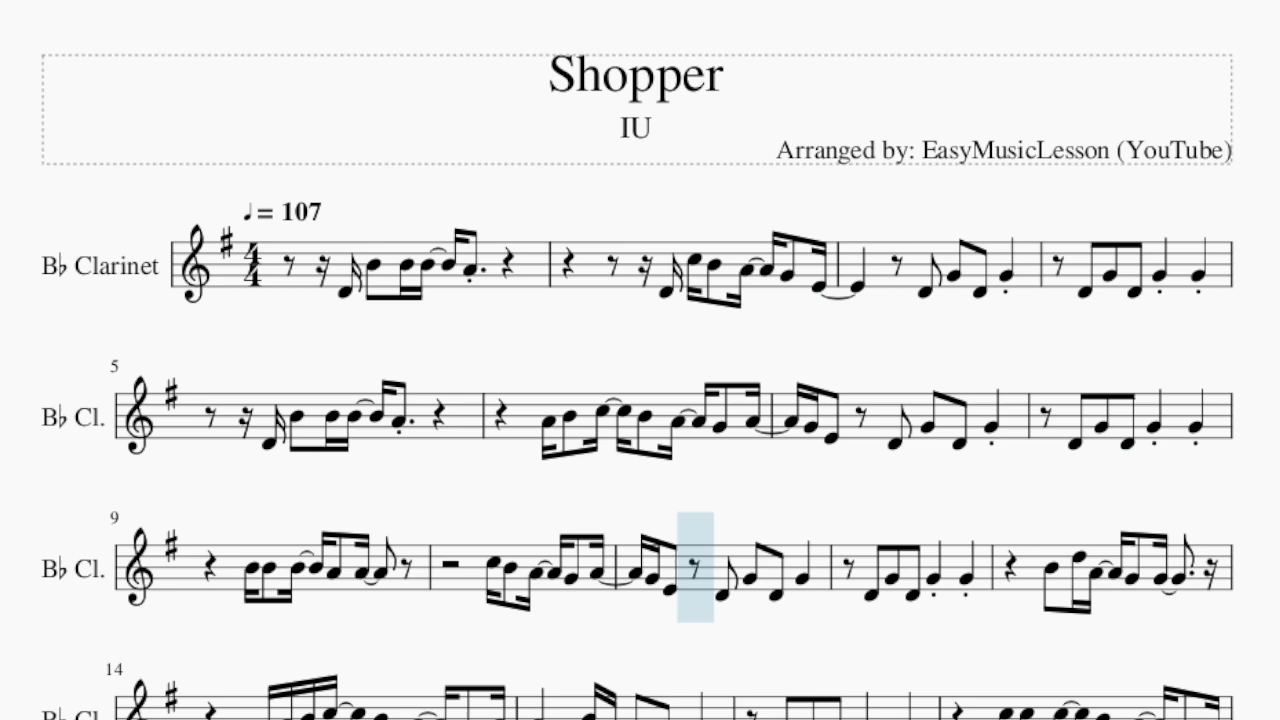 Shopper
IU
Arranged by: EasyMusicLesson (YouTube)
♩= 107
B♭ Clarinet
4
4
5
B♭ Cl.
9
B♭ Cl.
14
B♭ Cl.